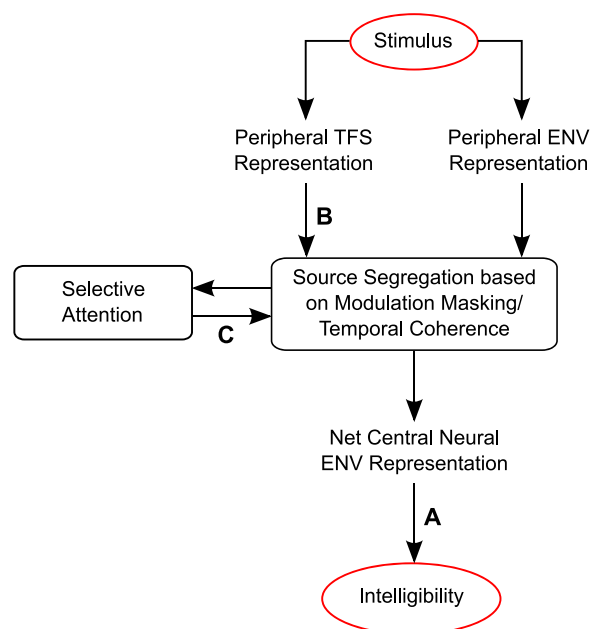 Stimulus
Peripheral TFS
Representation
Peripheral ENV
Representation
B
Selective
Attention
C
Source Segregation based
on Modulation Masking/
Temporal Coherence
Net Central Neural
ENV Representation
A
Intelligibility